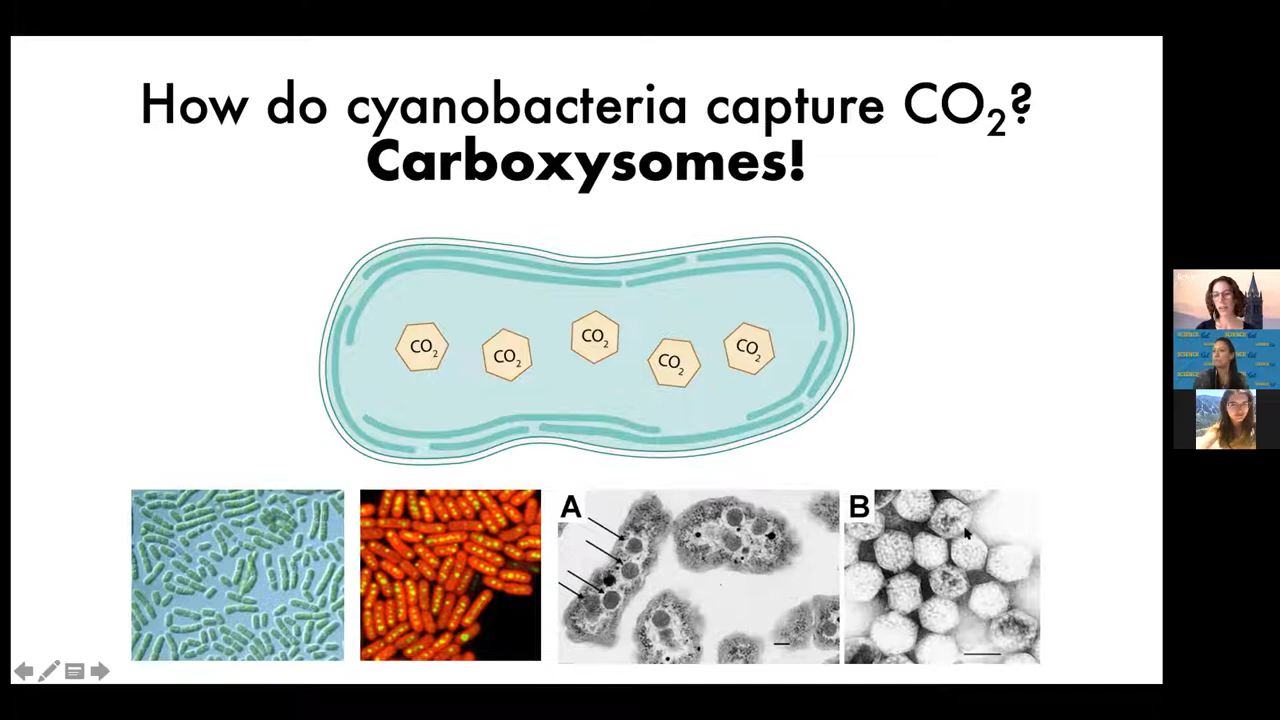 How do cyanobacteria capture CO₂?
Carboxysomes!
CO₂
CO₂
CO₂
CO₂
CO₂
A
B